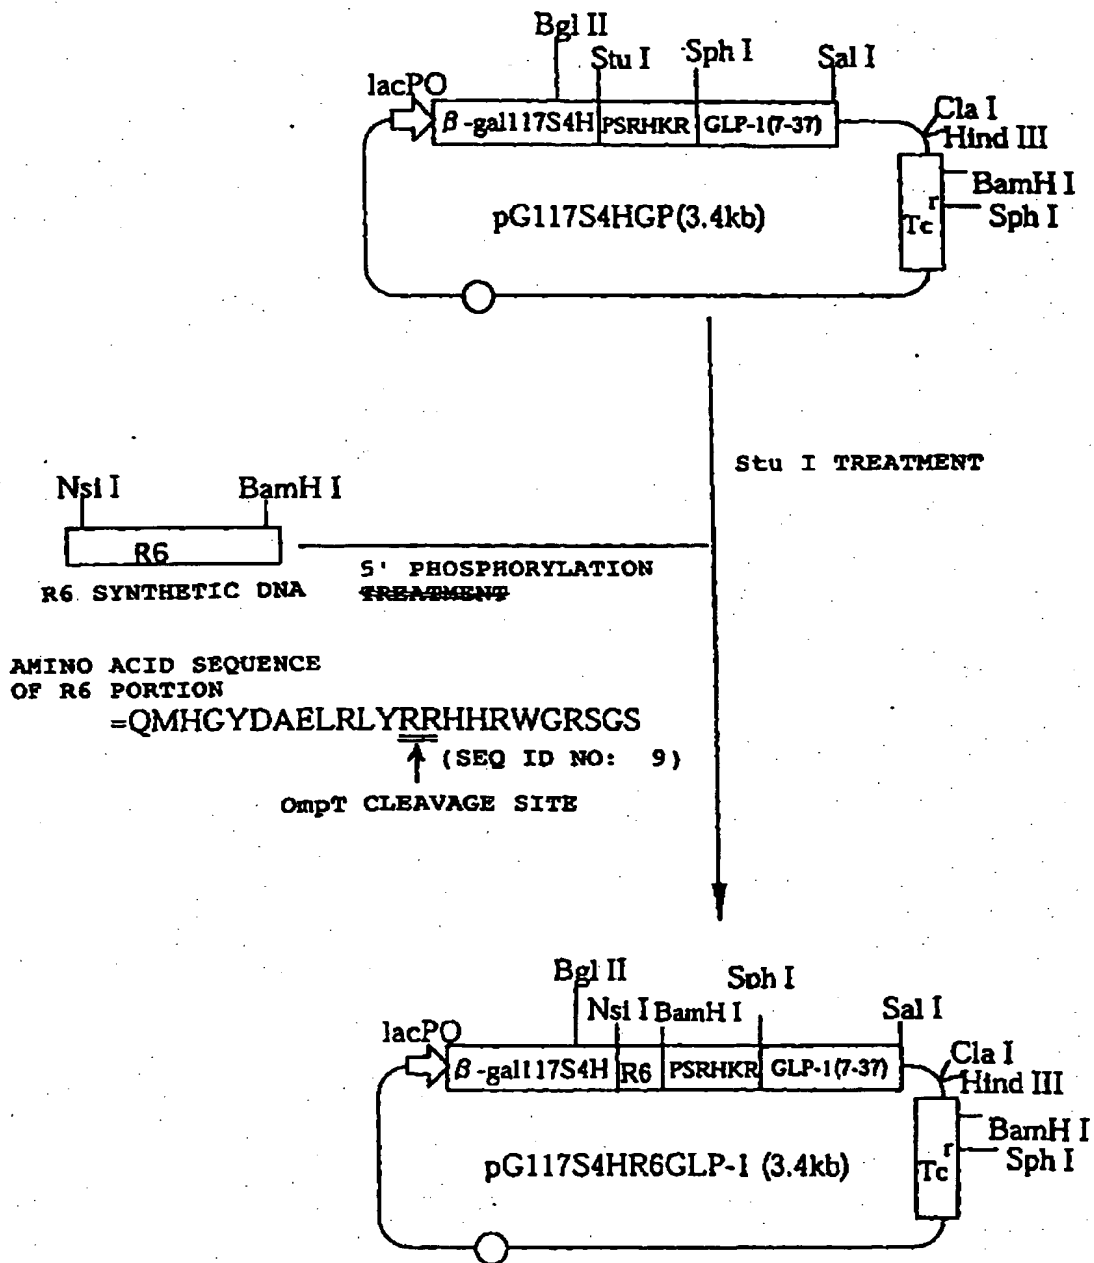 Bgl II
Stu I
Sph I
Sal I
lacPO
β-gal117S4H
PSRHKR
GLP-1(7-37)
Cla I
Hind III
BamH I
Sph I
Tc r
pG117S4HGP(3.4kb)
Stu I TREATMENT
Nsi I
BamH I
R6
R6 SYNTHETIC DNA
5' PHOSPHORYLATION
TREATMENT
AMINO ACID SEQUENCE
OF R6 PORTION
=QMHGYDAELRLYRRHHRWGRSGS
(SEQ ID NO: 9)
OmpT CLEAVAGE SITE
Bgl II
Nsi I
BamH I
Sph I
Sal I
lacPO
β-gal117S4H
R6
PSRHKR
GLP-1(7-37)
Cla I
Hind III
BamH I
Sph I
Tc r
pG117S4HR6GLP-1 (3.4kb)